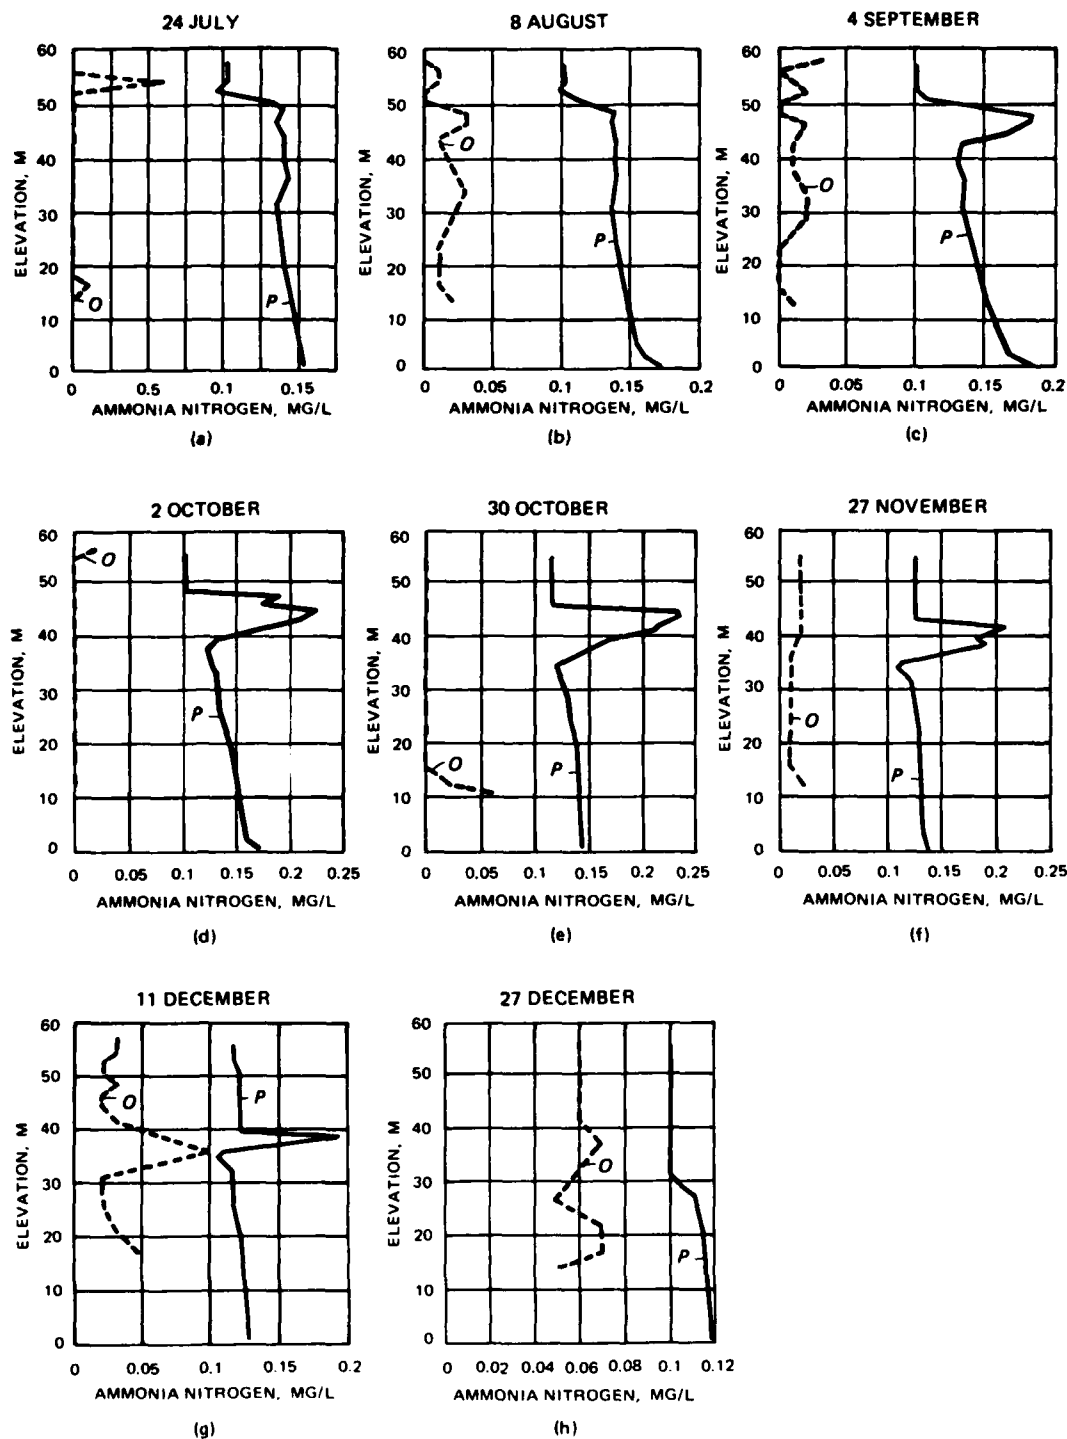 24 JULY
8 AUGUST
4 SEPTEMBER
60
50
40
30
20
10
0
ELEVATION, M
O
P
0 0.5 0.1 0.15
AMMONIA NITROGEN, MG/L
(a)
60
50
40
30
20
10
0
ELEVATION, M
O
P
0 0.05 0.1 0.15 0.2
AMMONIA NITROGEN, MG/L
(b)
60
50
40
30
20
10
0
ELEVATION, M
O
P
0 0.05 0.1 0.15 0.2
AMMONIA NITROGEN, MG/L
(c)
2 OCTOBER
30 OCTOBER
27 NOVEMBER
60
50
40
30
20
10
0
ELEVATION, M
O
P
0 0.05 0.1 0.15 0.2 0.25
AMMONIA NITROGEN, MG/L
(d)
60
50
40
30
20
10
0
ELEVATION, M
O
P
0 0.05 0.1 0.15 0.2 0.25
AMMONIA NITROGEN, MG/L
(e)
60
50
40
30
20
10
0
ELEVATION, M
O
P
0 0.05 0.1 0.15 0.2 0.25
AMMONIA NITROGEN, MG/L
(f)
11 DECEMBER
27 DECEMBER
60
50
40
30
20
10
0
ELEVATION, M
O
P
0 0.05 0.1 0.15 0.2
AMMONIA NITROGEN, MG/L
(g)
60
50
40
30
20
10
0
ELEVATION, M
O
P
0 0.02 0.04 0.06 0.08 0.1 0.12
AMMONIA NITROGEN, MG/L
(h)